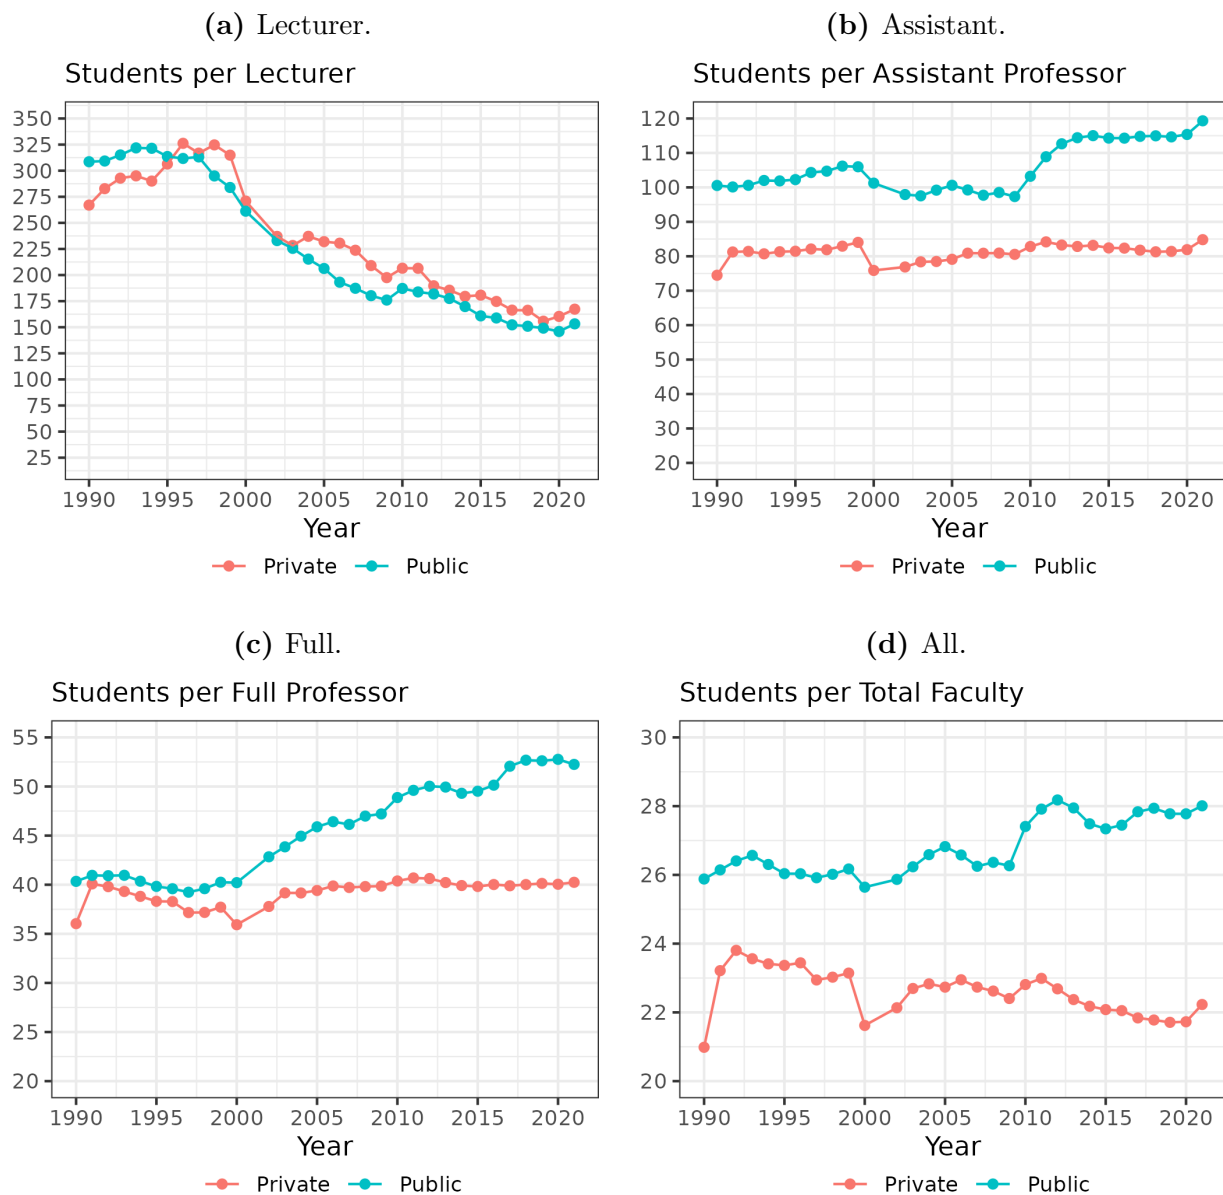 (a) Lecturer.
Students per Lecturer
350
325
300
275
250
225
200
175
150
125
100
75
50
25
1990 1995 2000 2005 2010 2015 2020
Year
Private Public
(b) Assistant.
Students per Assistant Professor
120
110
100
90
80
70
60
50
40
30
20
1990 1995 2000 2005 2010 2015 2020
Year
Private Public
(c) Full.
Students per Full Professor
55
50
45
40
35
30
25
20
1990 1995 2000 2005 2010 2015 2020
Year
Private Public
(d) All.
Students per Total Faculty
30
28
26
24
22
20
1990 1995 2000 2005 2010 2015 2020
Year
Private Public